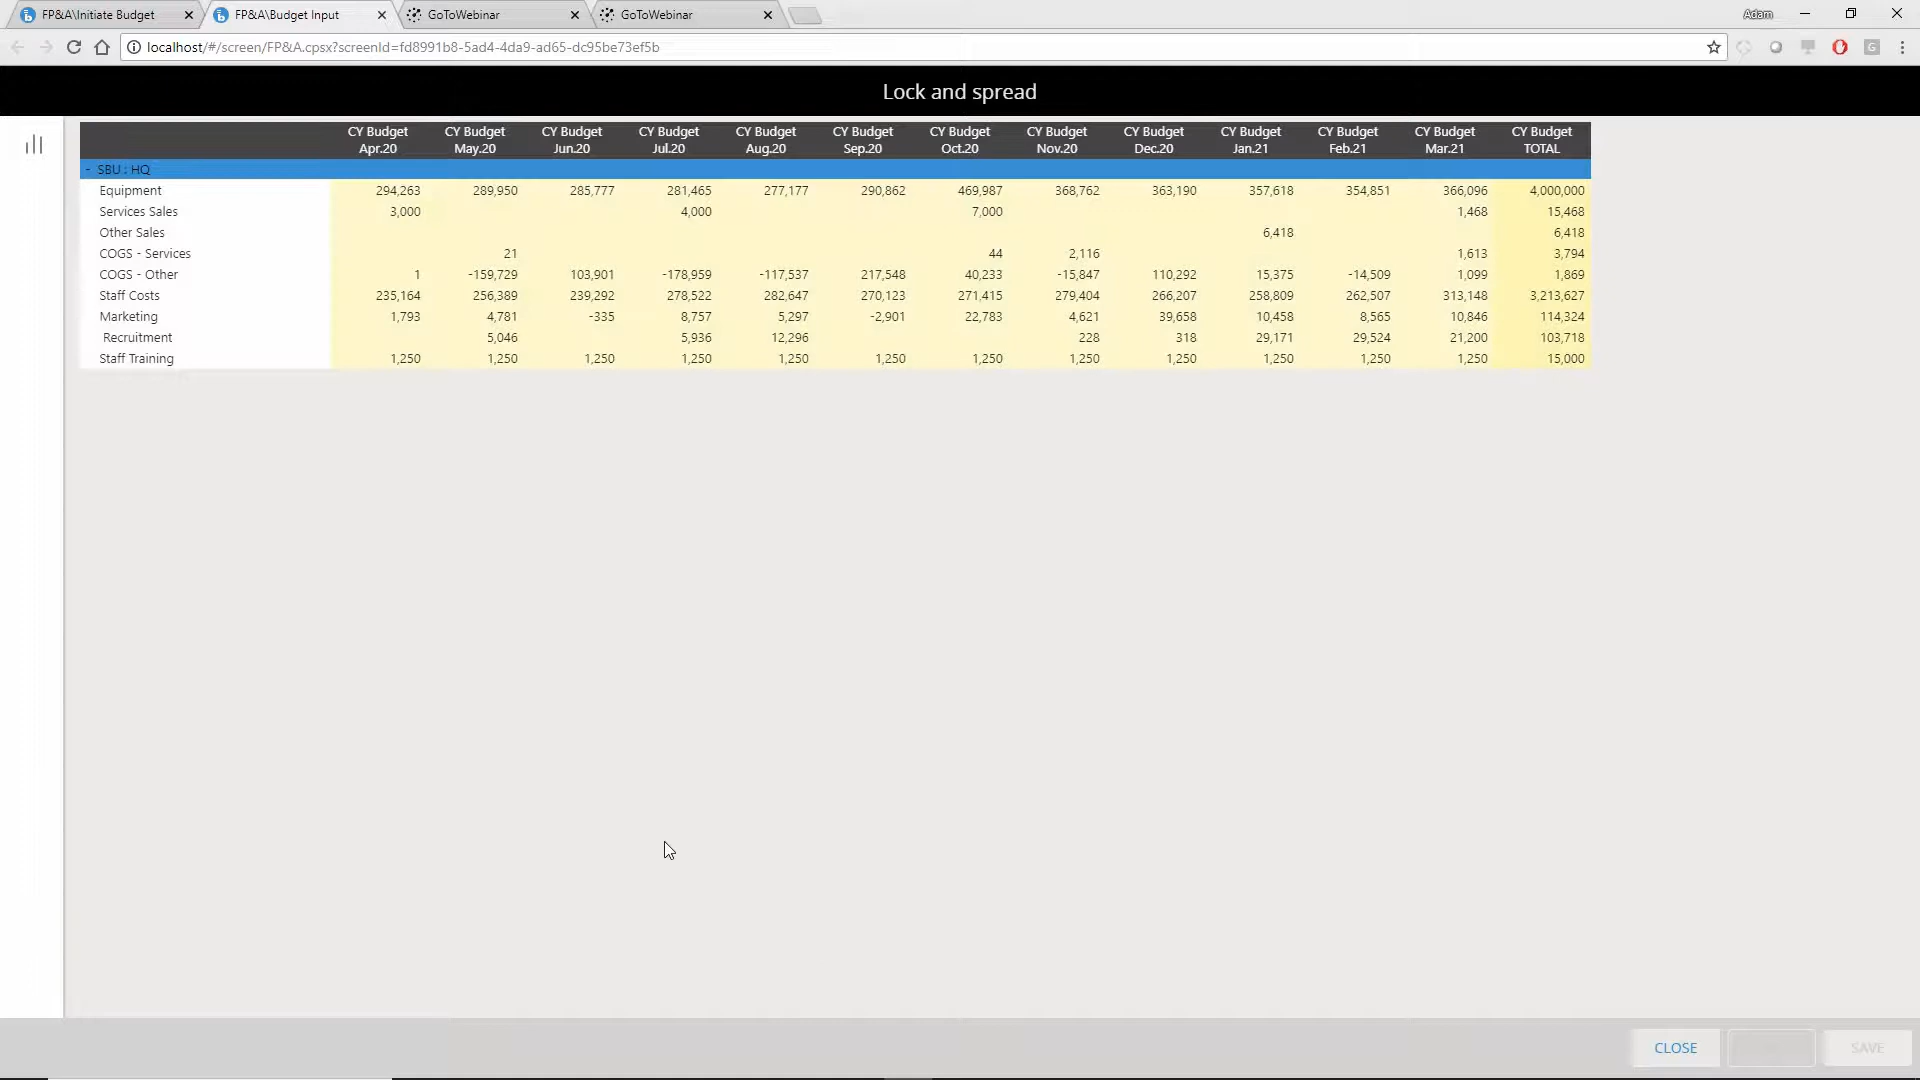 FP&A\Initiate Budget
FP&A\Budget Input
GoToWebinar
GoToWebinar
Adam
localhost/#/screen/FP&A.cpsx?screenId=fd8991b8-5ad4-4da9-ad65-dc95be73ef5b
Lock and spread
CY Budget CY Budget CY Budget CY Budget CY Budget CY Budget CY Budget CY Budget CY Budget CY Budget CY Budget CY Budget CY Budget
Apr.20 May.20 Jun.20 Jul.20 Aug.20 Sep.20 Oct.20 Nov.20 Dec.20 Jan.21 Feb.21 Mar.21 TOTAL
- SBU : HQ
Equipment 294,263 289,950 285,777 281,465 277,177 290,862 469,987 368,762 363,190 357,618 354,851 366,096 4,000,000
Services Sales 3,000 4,000 7,000 1,468 15,468
Other Sales 6,418 6,418
COGS - Services 21 44 2,116 1,613 3,794
COGS - Other 1 -159,729 103,901 -178,959 -117,537 217,548 40,233 -15,847 110,292 15,375 -14,509 1,099 1,869
Staff Costs 235,164 256,389 239,292 278,522 282,647 270,123 271,415 279,404 266,207 258,809 262,507 313,148 3,213,627
Marketing 1,793 4,781 -335 8,757 5,297 -2,901 22,783 4,621 39,658 10,458 8,565 10,846 114,324
Recruitment 5,046 5,936 12,296 228 318 29,171 29,524 21,200 103,718
Staff Training 1,250 1,250 1,250 1,250 1,250 1,250 1,250 1,250 1,250 1,250 1,250 1,250 15,000
CLOSE
SAVE